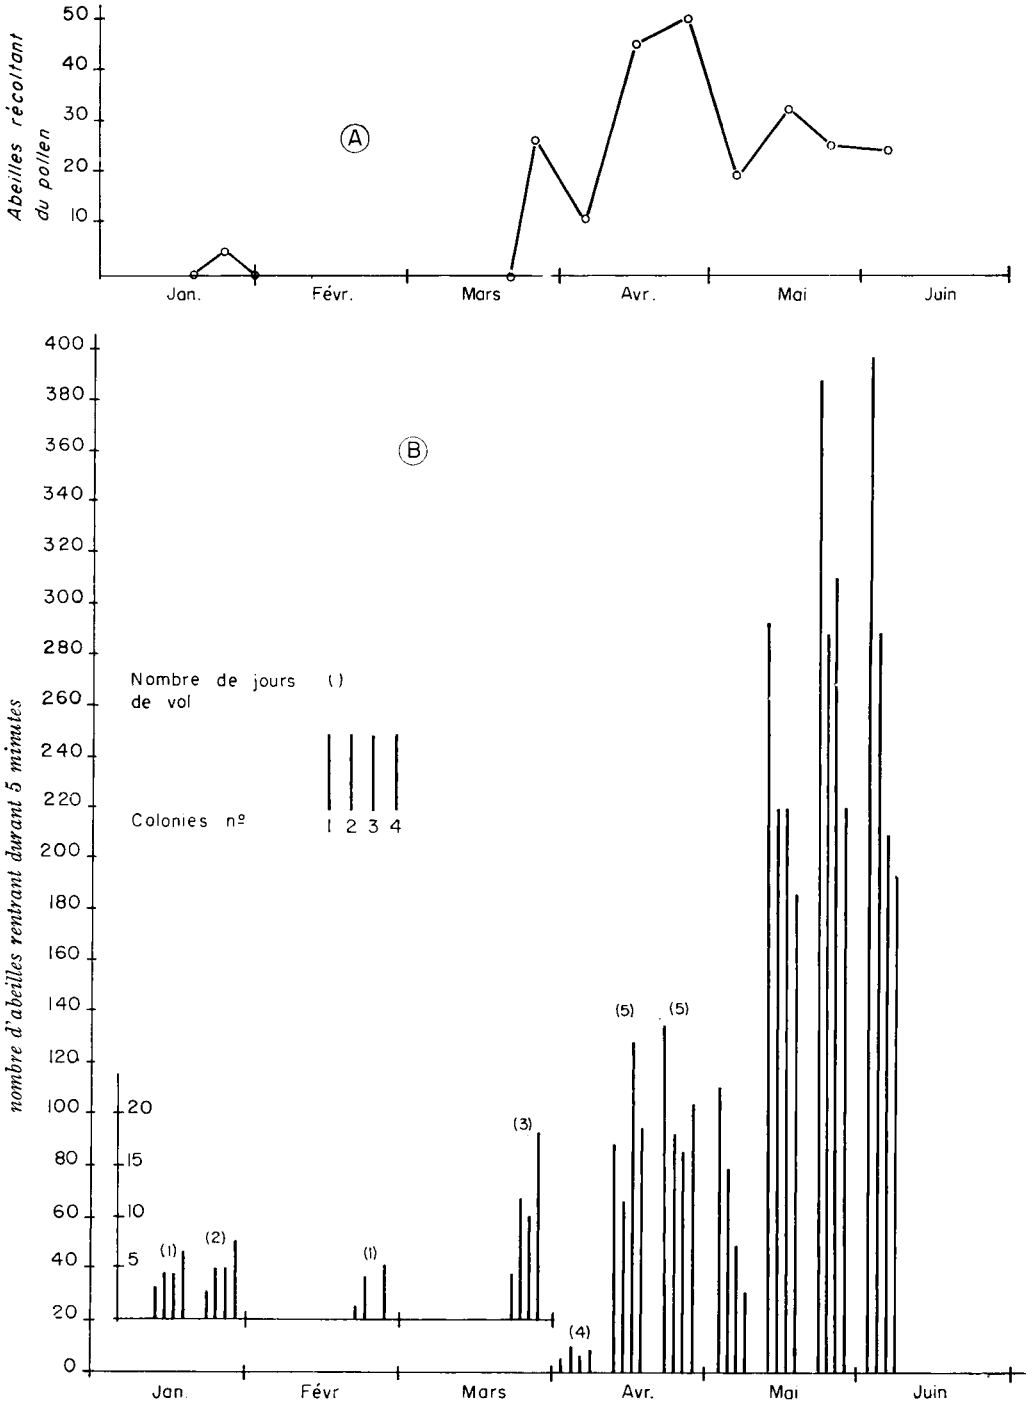 Abeilles récoltant
du pollen
50
40
30
20
10
A
Jan. Févr. Mars Avr. Mai Juin
nombre d'abeilles rentrant durant 5 minutes
400
380
360
340
320
300
280
260
240
220
200
180
160
140
120
100
80
60
40
20
0
B
Nombre de jours ()
de vol
Colonies nº 1 2 3 4
20
15
10
5
(1) (2) (1) (3) (4) (5) (5)
Jan. Févr Mars Avr. Mai Juin